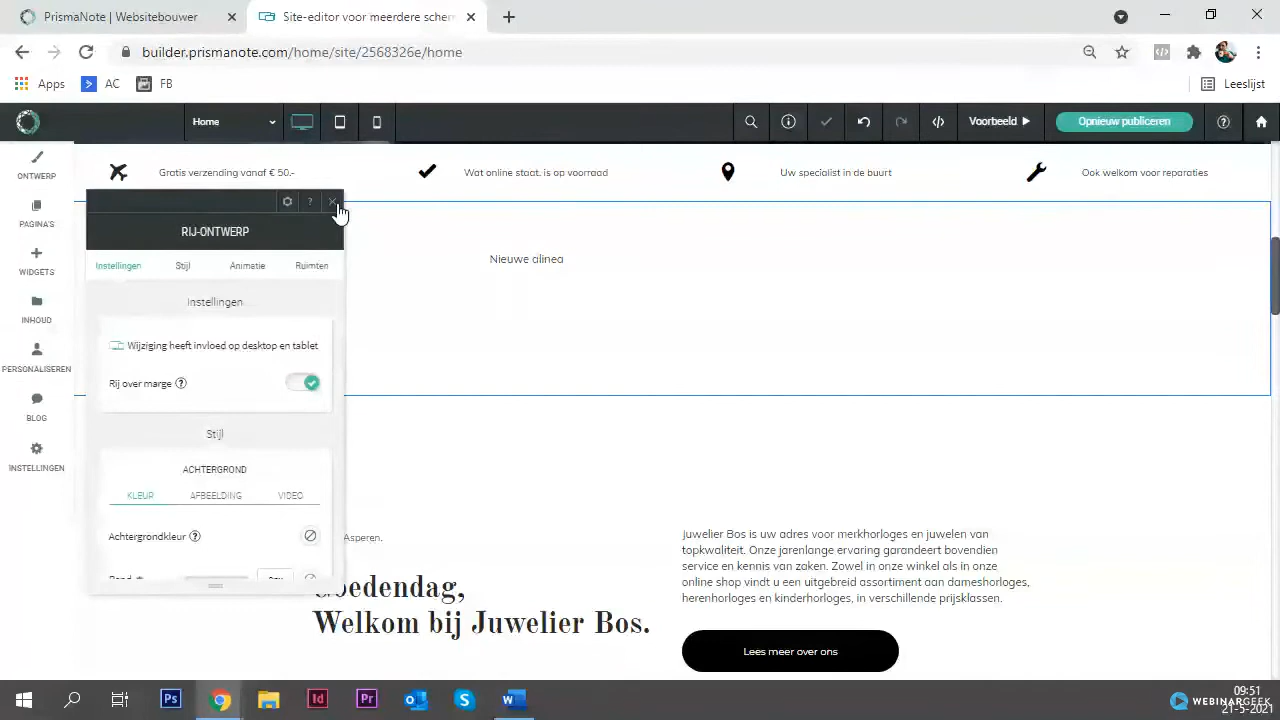 PrismaNote | Websitebouwer
Site-editor voor meerdere scher
builder.prismanote.com/home/site/2568326e/home
Apps
AC
FB
Leeslijst
Home
Voorbeeld
Opnieuw publiceren
ONTWERP
PAGINA'S
WIDGETS
INHOUD
PERSONALISEREN
BLOG
INSTELLINGEN
Gratis verzending vanaf € 50.-
Wat online staat. is op voorraad
Uw specialist in de buurt
Ook welkom voor reparaties
RIJ-ONTWERP
Instellingen
Stijl
Animatie
Ruimten
Instellingen
Wijziging heeft invloed op desktop en tablet
Rij over marge
Stijl
ACHTERGROND
KLEUR
AFBEELDING
VIDEO
Achtergrondkleur
Nieuwe alinea
Asperen.
Goedendag,
Welkom bij Juwelier Bos.
Juwelier Bos is uw adres voor merkhorloges en juwelen van
topkwaliteit. Onze jarenlange ervaring garandeert bovendien
service en kennis van zaken. Zowel in onze winkel als in onze
online shop vindt u een uitgebreid assortiment aan dameshorloges,
herenhorloges en kinderhorloges, in verschillende prijsklassen.
Lees meer over ons
09:51
21-5-2021
WEBINARGEEK